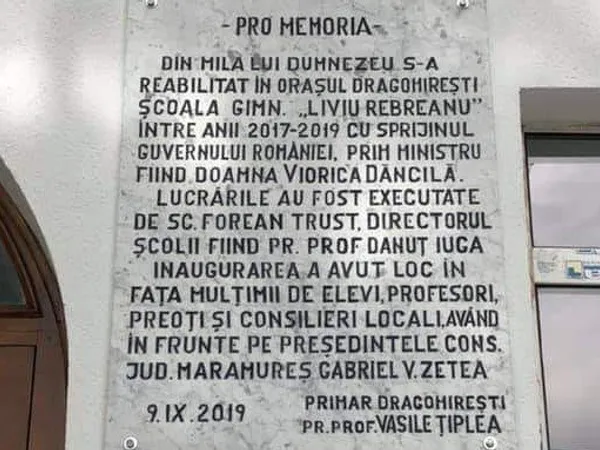 - PRO MEMORIA -
DIN MILA LUI DUMNEZEU S-A
REABILITAT ÎN ORAȘUL DRAGOHIREȘTI
ȘCOALA GIMN. „LIVIU REBREANU"
ÎNTRE ANII 2017-2019 CU SPRIJINUL
GUVERNULUI ROMÂNIEI, PRIM MINISTRU
FIIND DOAMNA VIORICA DĂNCILĂ.
LUCRĂRILE AU FOST EXECUTATE
DE SC. FOREAN TRUST, DIRECTORUL
ȘCOLII FIIND PR. PROF DANUȚ IUGA
INAUGURAREA A AVUT LOC ÎN
FAȚA MULȚIMII DE ELEVI, PROFESORI,
PREOȚI ȘI CONSILIERI LOCALI, AVÂND
ÎN FRUNTE PE PREȘEDINTELE CONS.
JUD. MARAMUREȘ GABRIEL V. ZETEA
9.IX.2019
PRIMAR DRAGOHIREȘTI
PR. PROF. VASILE ȚIPLEA